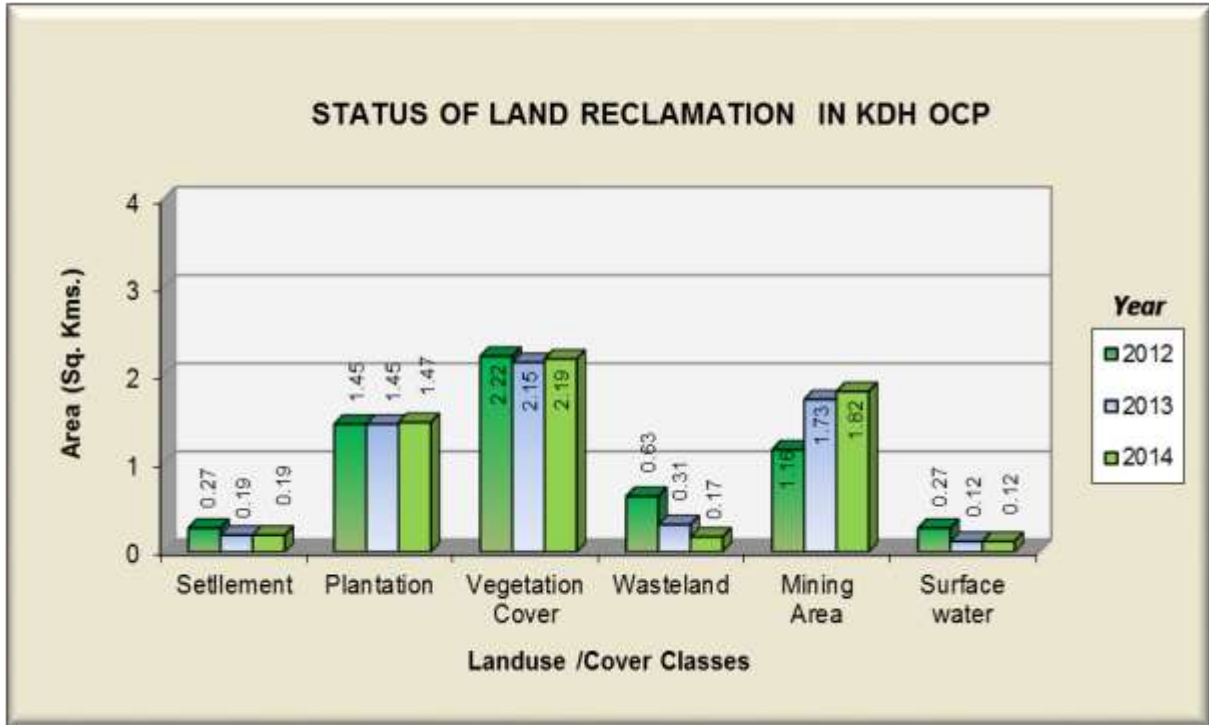 STATUS OF LAND RECLAMATION IN KDH OCP
Area (Sq. Kms.)
4
3
2
1
0
0.27
0.19
0.19
1.45
1.45
1.47
2.22
2.15
2.19
0.63
0.31
0.17
1.16
1.73
1.82
0.27
0.12
0.12
Setllement
Plantation
Vegetation
Cover
Wasteland
Mining
Area
Surface
water
Landuse /Cover Classes
Year
2012
2013
2014